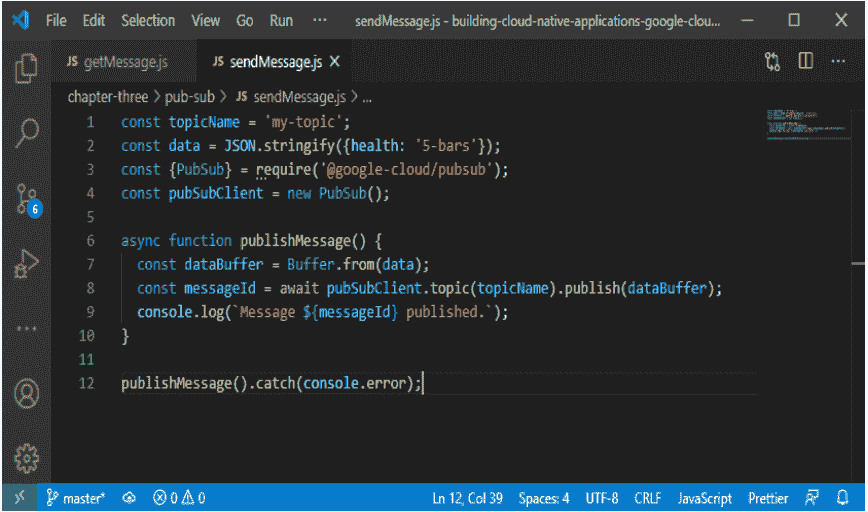 File Edit Selection View Go Run ··· sendMessage.js - building-cloud-native-applications-google-clou...
JS getMessage.js JS sendMessage.js
chapter-three > pub-sub > JS sendMessage.js > ...
1 const topicName = 'my-topic';
2 const data = JSON.stringify({health: '5-bars'});
3 const {PubSub} = require('@google-cloud/pubsub');
4 const pubSubClient = new PubSub();
5
6 async function publishMessage() {
7 const dataBuffer = Buffer.from(data);
8 const messageId = await pubSubClient.topic(topicName).publish(dataBuffer);
9 console.log(`Message ${messageId} published.`);
10 }
11
12 publishMessage().catch(console.error);
6
master* 0 0 Ln 12, Col 39 Spaces: 4 UTF-8 CRLF JavaScript Prettier